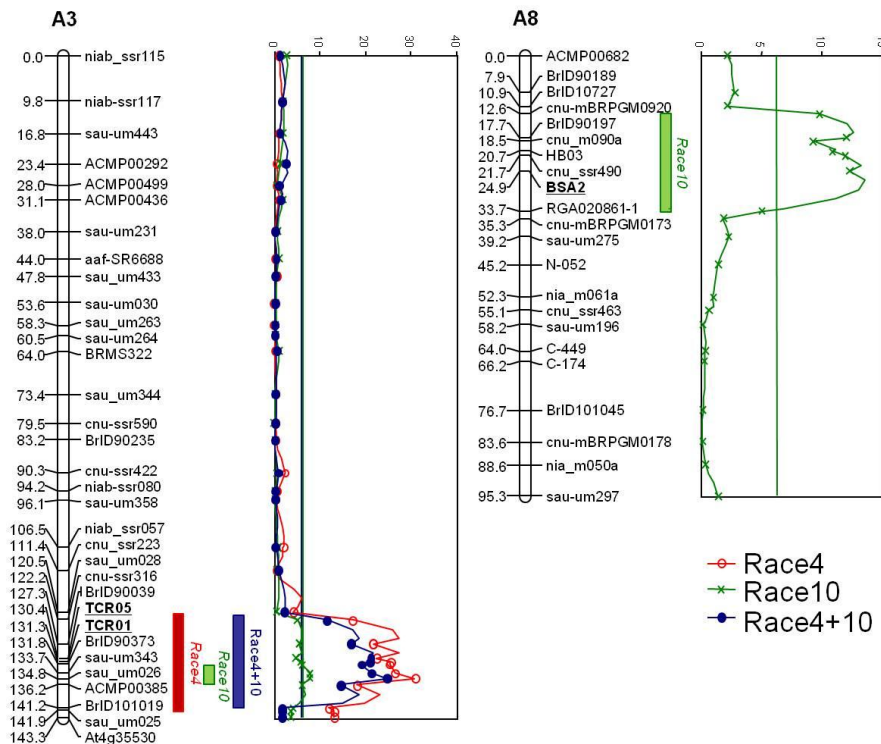 A3
A8
0
10
20
30
40
0
5
10
15
0.0 niab_ssr115
9.8 niab-ssr117
16.8 sau-um443
23.4 ACMP00292
28.0 ACMP00499
31.1 ACMP00436
38.0 sau-um231
44.0 aaf-SR6688
47.8 sau_um433
53.6 sau-um030
58.3 sau_um263
60.5 sau-um264
64.0 BRMS322
73.4 sau_um344
79.5 cnu-ssr590
83.2 BrID90235
90.3 cnu-ssr422
94.2 niab-ssr080
96.1 sau-um358
106.5 niab_ssr057
111.4 cnu_ssr223
120.5 sau_um028
122.2 cnu-ssr316
127.3 BrID90039
130.4 TCR05
131.3 TCR01
131.8 BrID90373
133.7 sau-um343
134.8 sau_um026
136.2 ACMP00385
141.2 BrID101019
141.9 sau_um025
143.3 At4g35530
Race4
Race10
Race4+10
0.0 ACMP00682
7.9 BrID90189
10.9 BrID10727
12.6 cnu-mBRPGM0920
17.7 BrID90197
18.5 cnu_m090a
20.7 HB03
21.7 cnu_ssr490
24.9 BSA2
33.7 RGA020861-1
35.3 cnu-mBRPGM0173
39.2 sau-um275
45.2 N-052
52.3 nia_m061a
55.1 cnu_ssr463
58.2 sau-um196
64.0 C-449
66.2 C-174
76.7 BrID101045
83.6 cnu-mBRPGM0178
88.6 nia_m050a
95.3 sau-um297
Race10
Race4
Race10
Race4+10